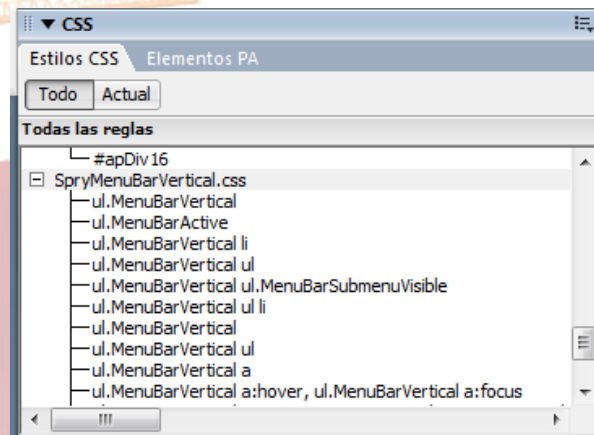 CSS
Estilos CSS Elementos PA
Todo Actual
Todas las reglas
#apDiv16
SpryMenuBarVertical.css
ul.MenuBarVertical
ul.MenuBarActive
ul.MenuBarVertical li
ul.MenuBarVertical ul
ul.MenuBarVertical ul.MenuBarSubmenuVisible
ul.MenuBarVertical ul li
ul.MenuBarVertical
ul.MenuBarVertical ul
ul.MenuBarVertical a
ul.MenuBarVertical a:hover, ul.MenuBarVertical a:focus